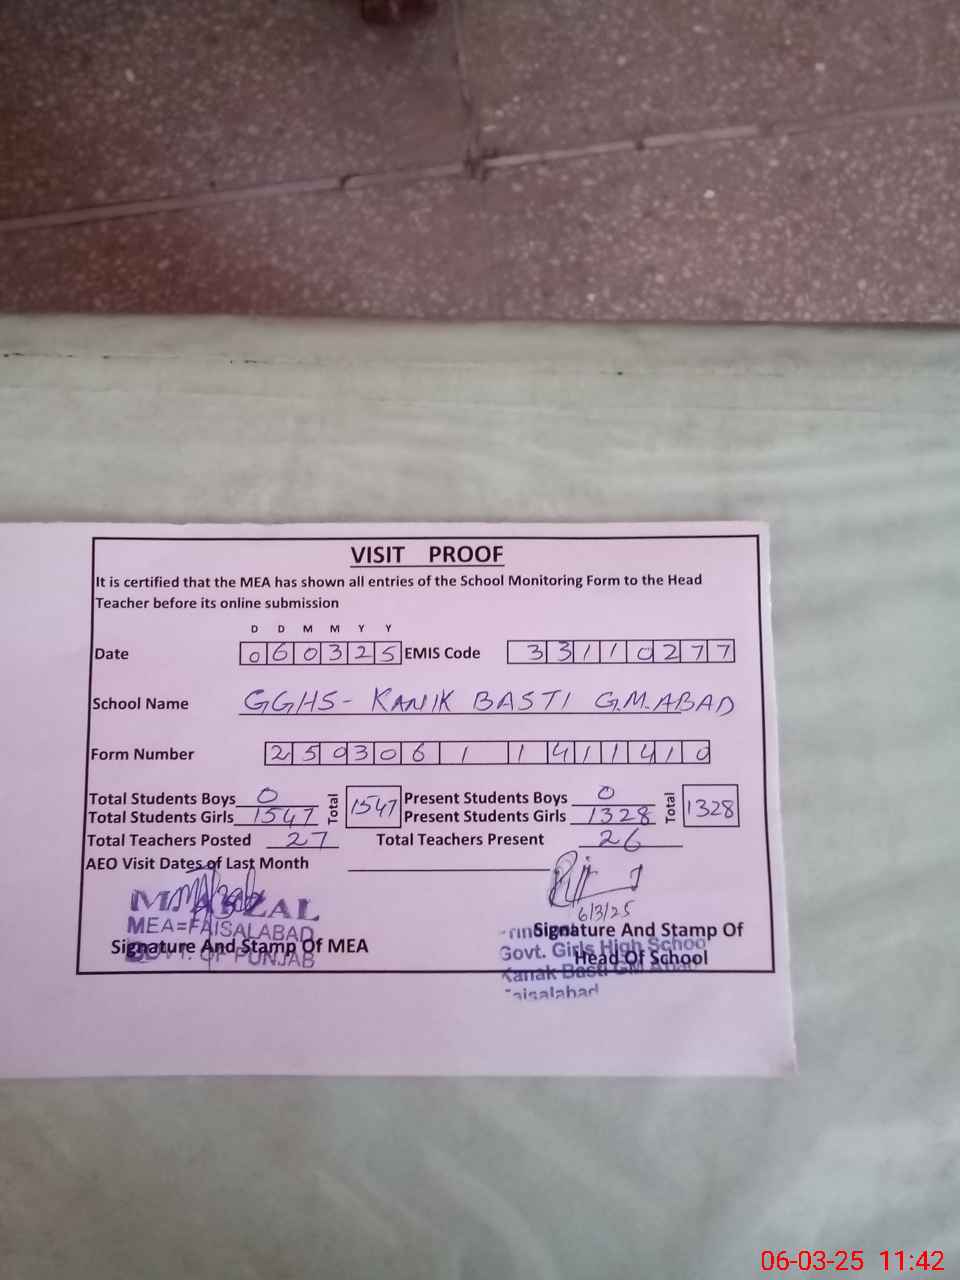 VISIT PROOF
It is certified that the MEA has shown all entries of the School Monitoring Form to the Head
Teacher before its online submission
D D M M Y Y
Date 0 6 0 3 2 5 EMIS Code 3 3 1 1 0 2 7 7
School Name GGHS - KANIK BASTI G.M.ABAD
Form Number 2 5 0 3 0 6 1 1 4 1 1 4 1 0
Total Students Boys 0 Total 1547 Present Students Boys 0 Total 1328
Total Students Girls 1547 Present Students Girls 1328
Total Teachers Posted 27 Total Teachers Present 26
AEO Visit Dates of Last Month
6/3/25
MEA=FAISALABAD
GOVT. OF PUNJAB
Signature And Stamp Of MEA
Signature And Stamp Of
Head Of School
Govt. Girls High School
Kanak Basti GM Abad
Faisalabad
06-03-25 11:42